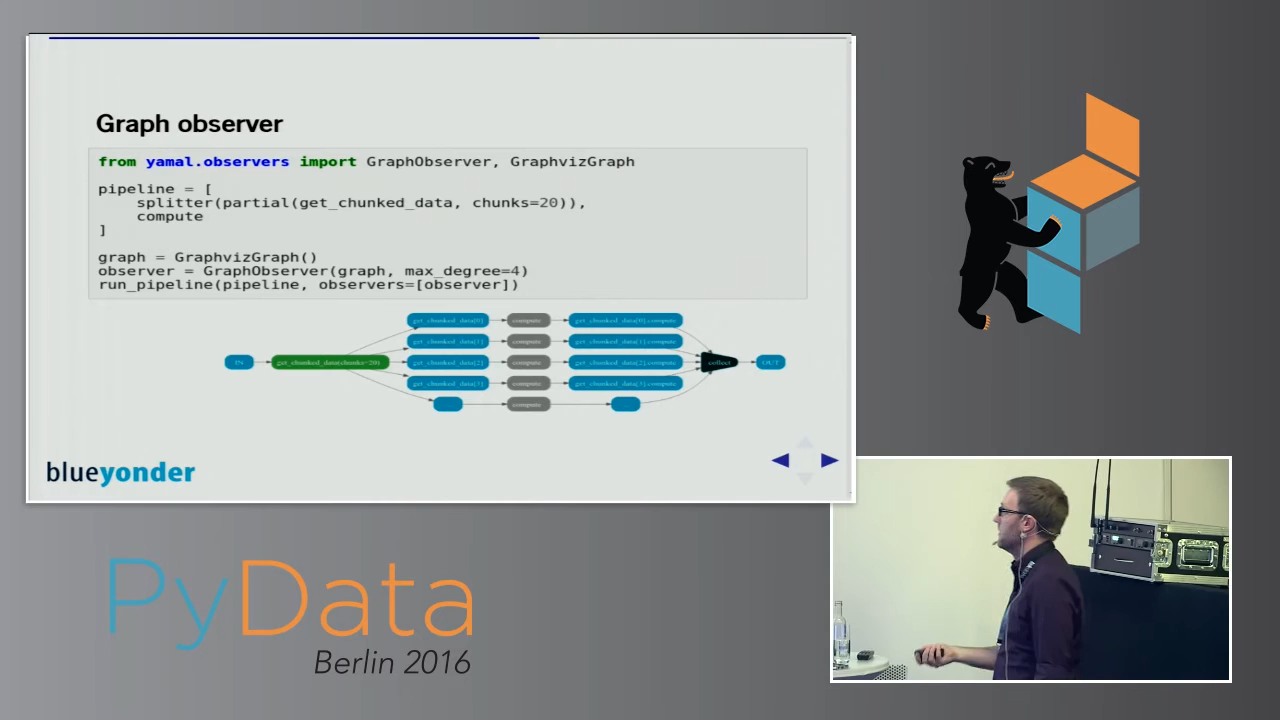 Graph observer
from yamal.observers import GraphObserver, GraphvizGraph
pipeline = [
    splitter(partial(get_chunked_data, chunks=20)),
    compute
]
graph = GraphvizGraph()
observer = GraphObserver(graph, max_degree=4)
run_pipeline(pipeline, observers=[observer])
get_chunked_data[0] compute get_chunked_data[0].compute
get_chunked_data[1] compute get_chunked_data[1].compute
IN get_chunked_data(chunks=20) get_chunked_data[2] compute get_chunked_data[2].compute collect OUT
get_chunked_data[3] compute get_chunked_data[3].compute
compute
blueyonder
PyData
Berlin 2016